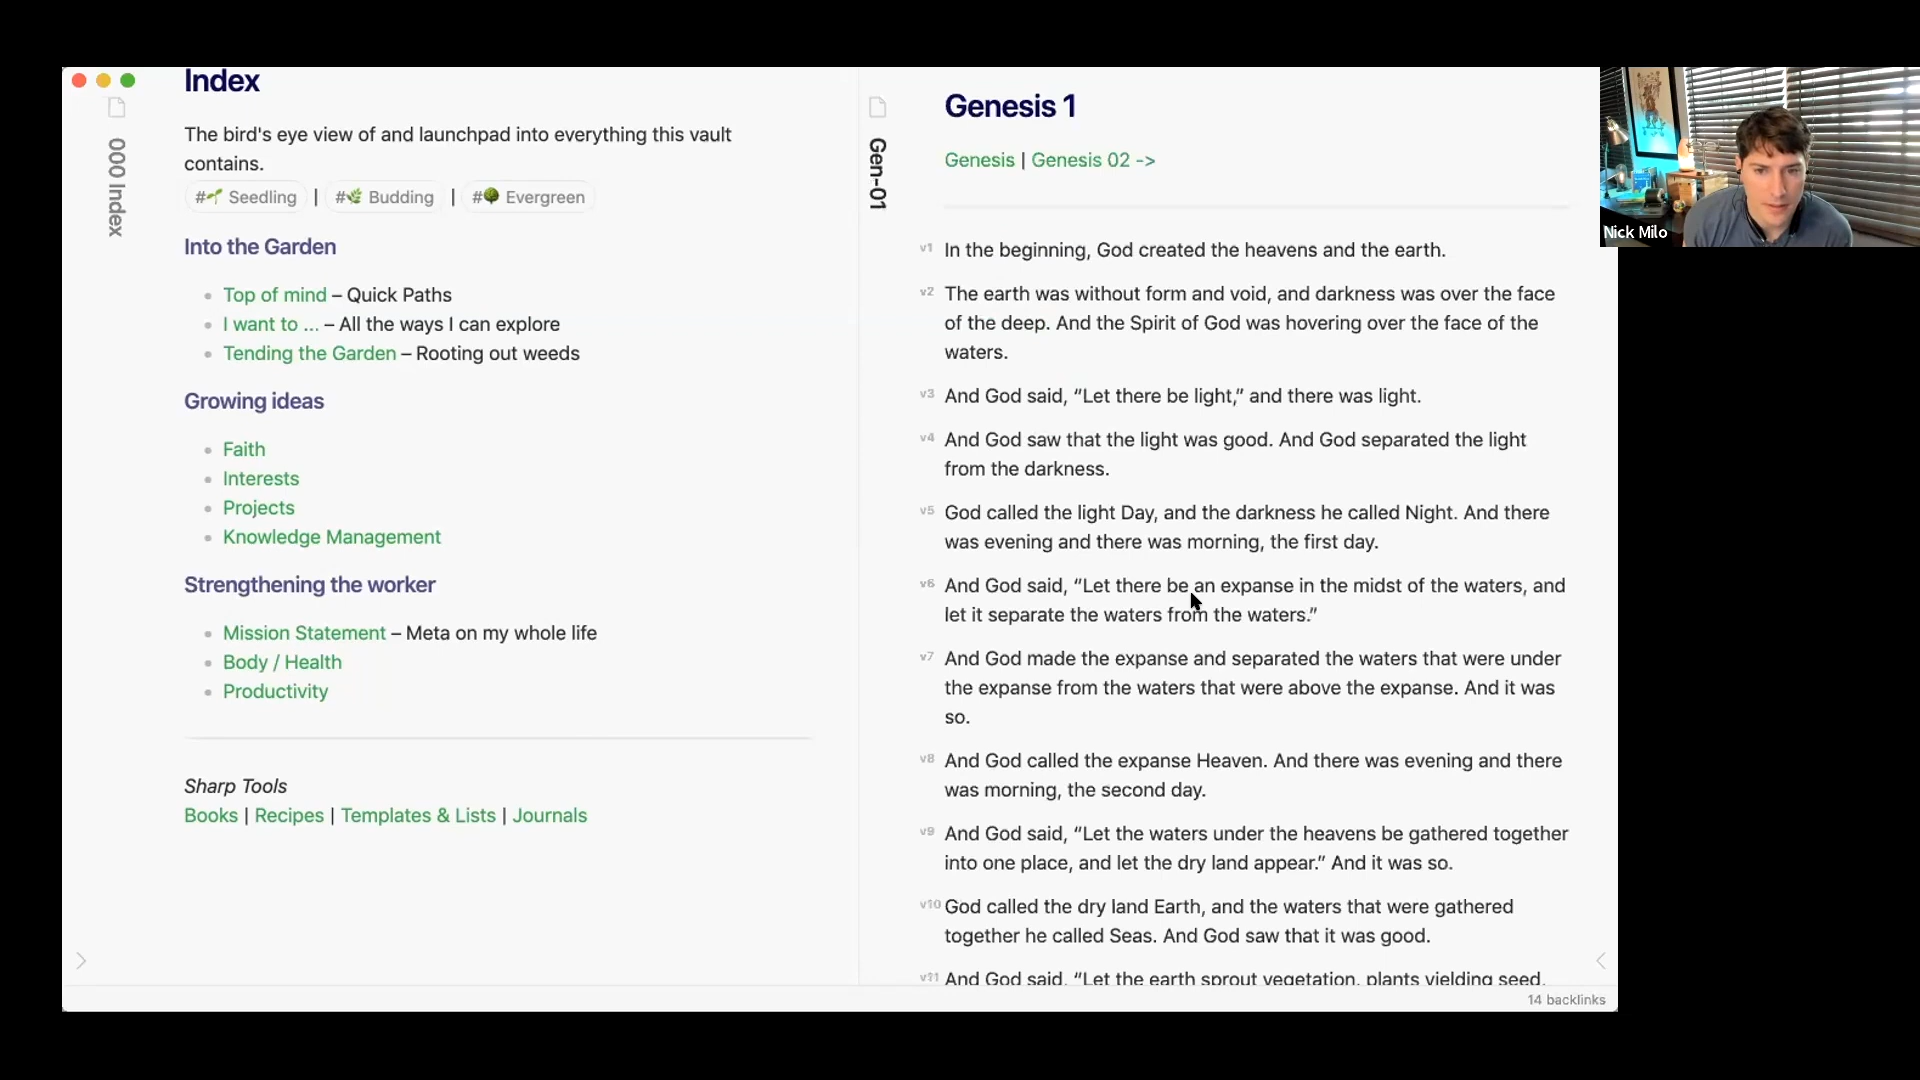 000 Index
Index
The bird's eye view of and launchpad into everything this vault
contains.
#🌱 Seedling | #🌿 Budding | #🌳 Evergreen
Into the Garden
Top of mind – Quick Paths
I want to ... – All the ways I can explore
Tending the Garden – Rooting out weeds
Growing ideas
Faith
Interests
Projects
Knowledge Management
Strengthening the worker
Mission Statement – Meta on my whole life
Body / Health
Productivity
Sharp Tools
Books | Recipes | Templates & Lists | Journals
Gen-01
Genesis 1
Genesis | Genesis 02 ->
v1 In the beginning, God created the heavens and the earth.
v2 The earth was without form and void, and darkness was over the face
of the deep. And the Spirit of God was hovering over the face of the
waters.
v3 And God said, “Let there be light,” and there was light.
v4 And God saw that the light was good. And God separated the light
from the darkness.
v5 God called the light Day, and the darkness he called Night. And there
was evening and there was morning, the first day.
v6 And God said, “Let there be an expanse in the midst of the waters, and
let it separate the waters from the waters.”
v7 And God made the expanse and separated the waters that were under
the expanse from the waters that were above the expanse. And it was
so.
v8 And God called the expanse Heaven. And there was evening and there
was morning, the second day.
v9 And God said, “Let the waters under the heavens be gathered together
into one place, and let the dry land appear.” And it was so.
v10 God called the dry land Earth, and the waters that were gathered
together he called Seas. And God saw that it was good.
v11 And God said, “Let the earth sprout vegetation, plants yielding seed,
14 backlinks
Nick Milo